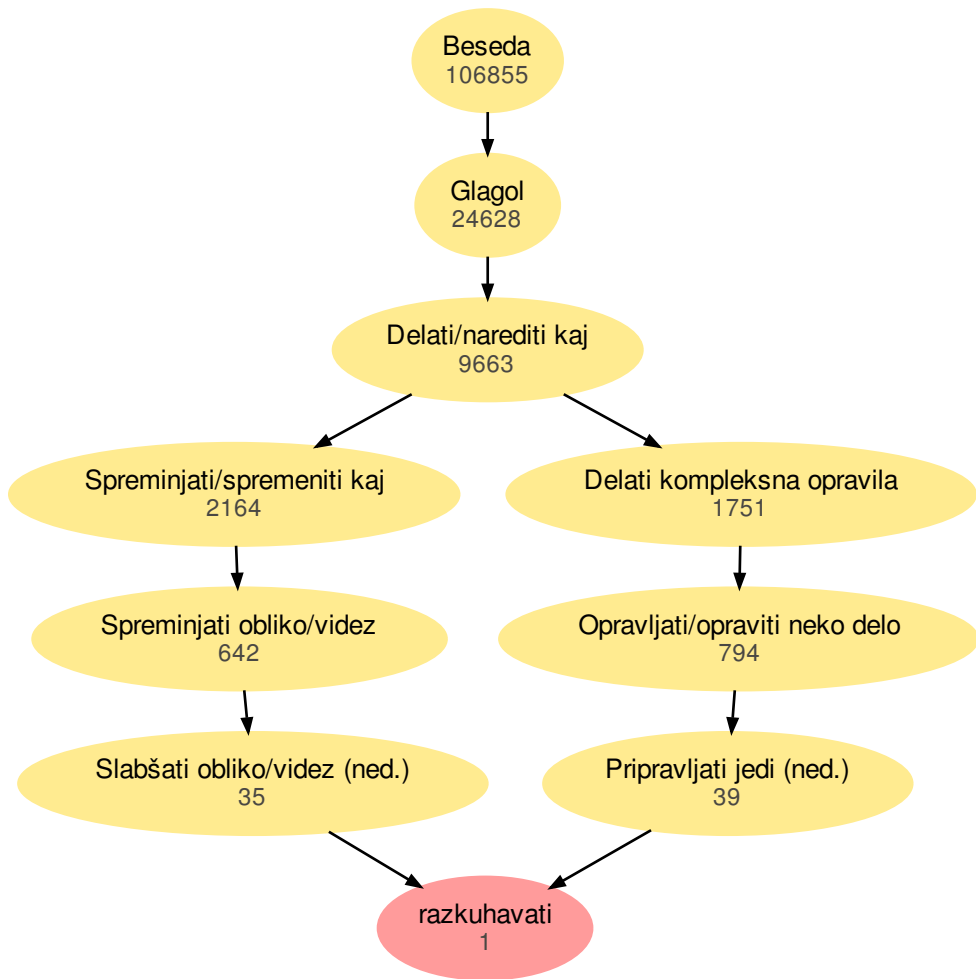 Beseda
106855
Glagol
24628
Delati/narediti kaj
9663
Spreminjati/spremeniti kaj
2164
Delati kompleksna opravila
1751
Spreminjati obliko/videz
642
Opravljati/opraviti neko delo
794
Slabšati obliko/videz (ned.)
35
Pripravljati jedi (ned.)
39
razkuhavati
1